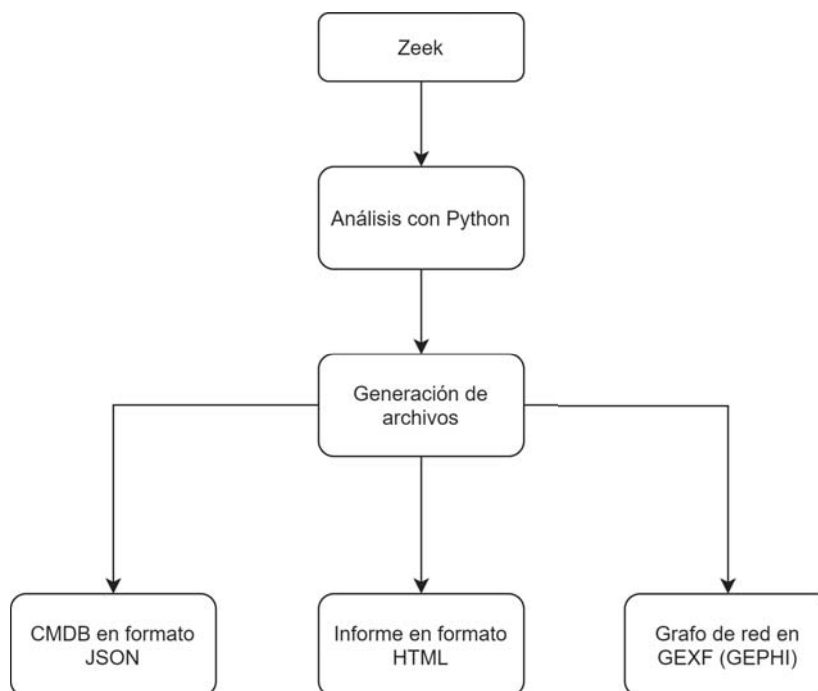 Zeek
Análisis con Python
Generación de
archivos
CMDB en formato
JSON
Informe en formato
HTML
Grafo de red en
GEXF (GEPHI)